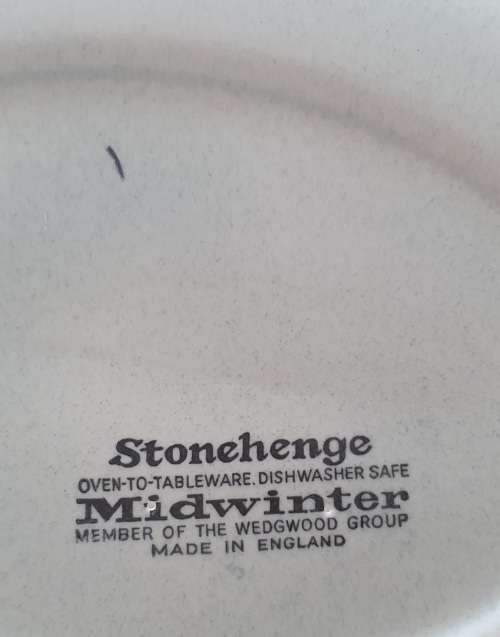 Stonehenge
OVEN-TO-TABLEWARE. DISHWASHER SAFE
Midwinter
MEMBER OF THE WEDGWOOD GROUP
MADE IN ENGLAND